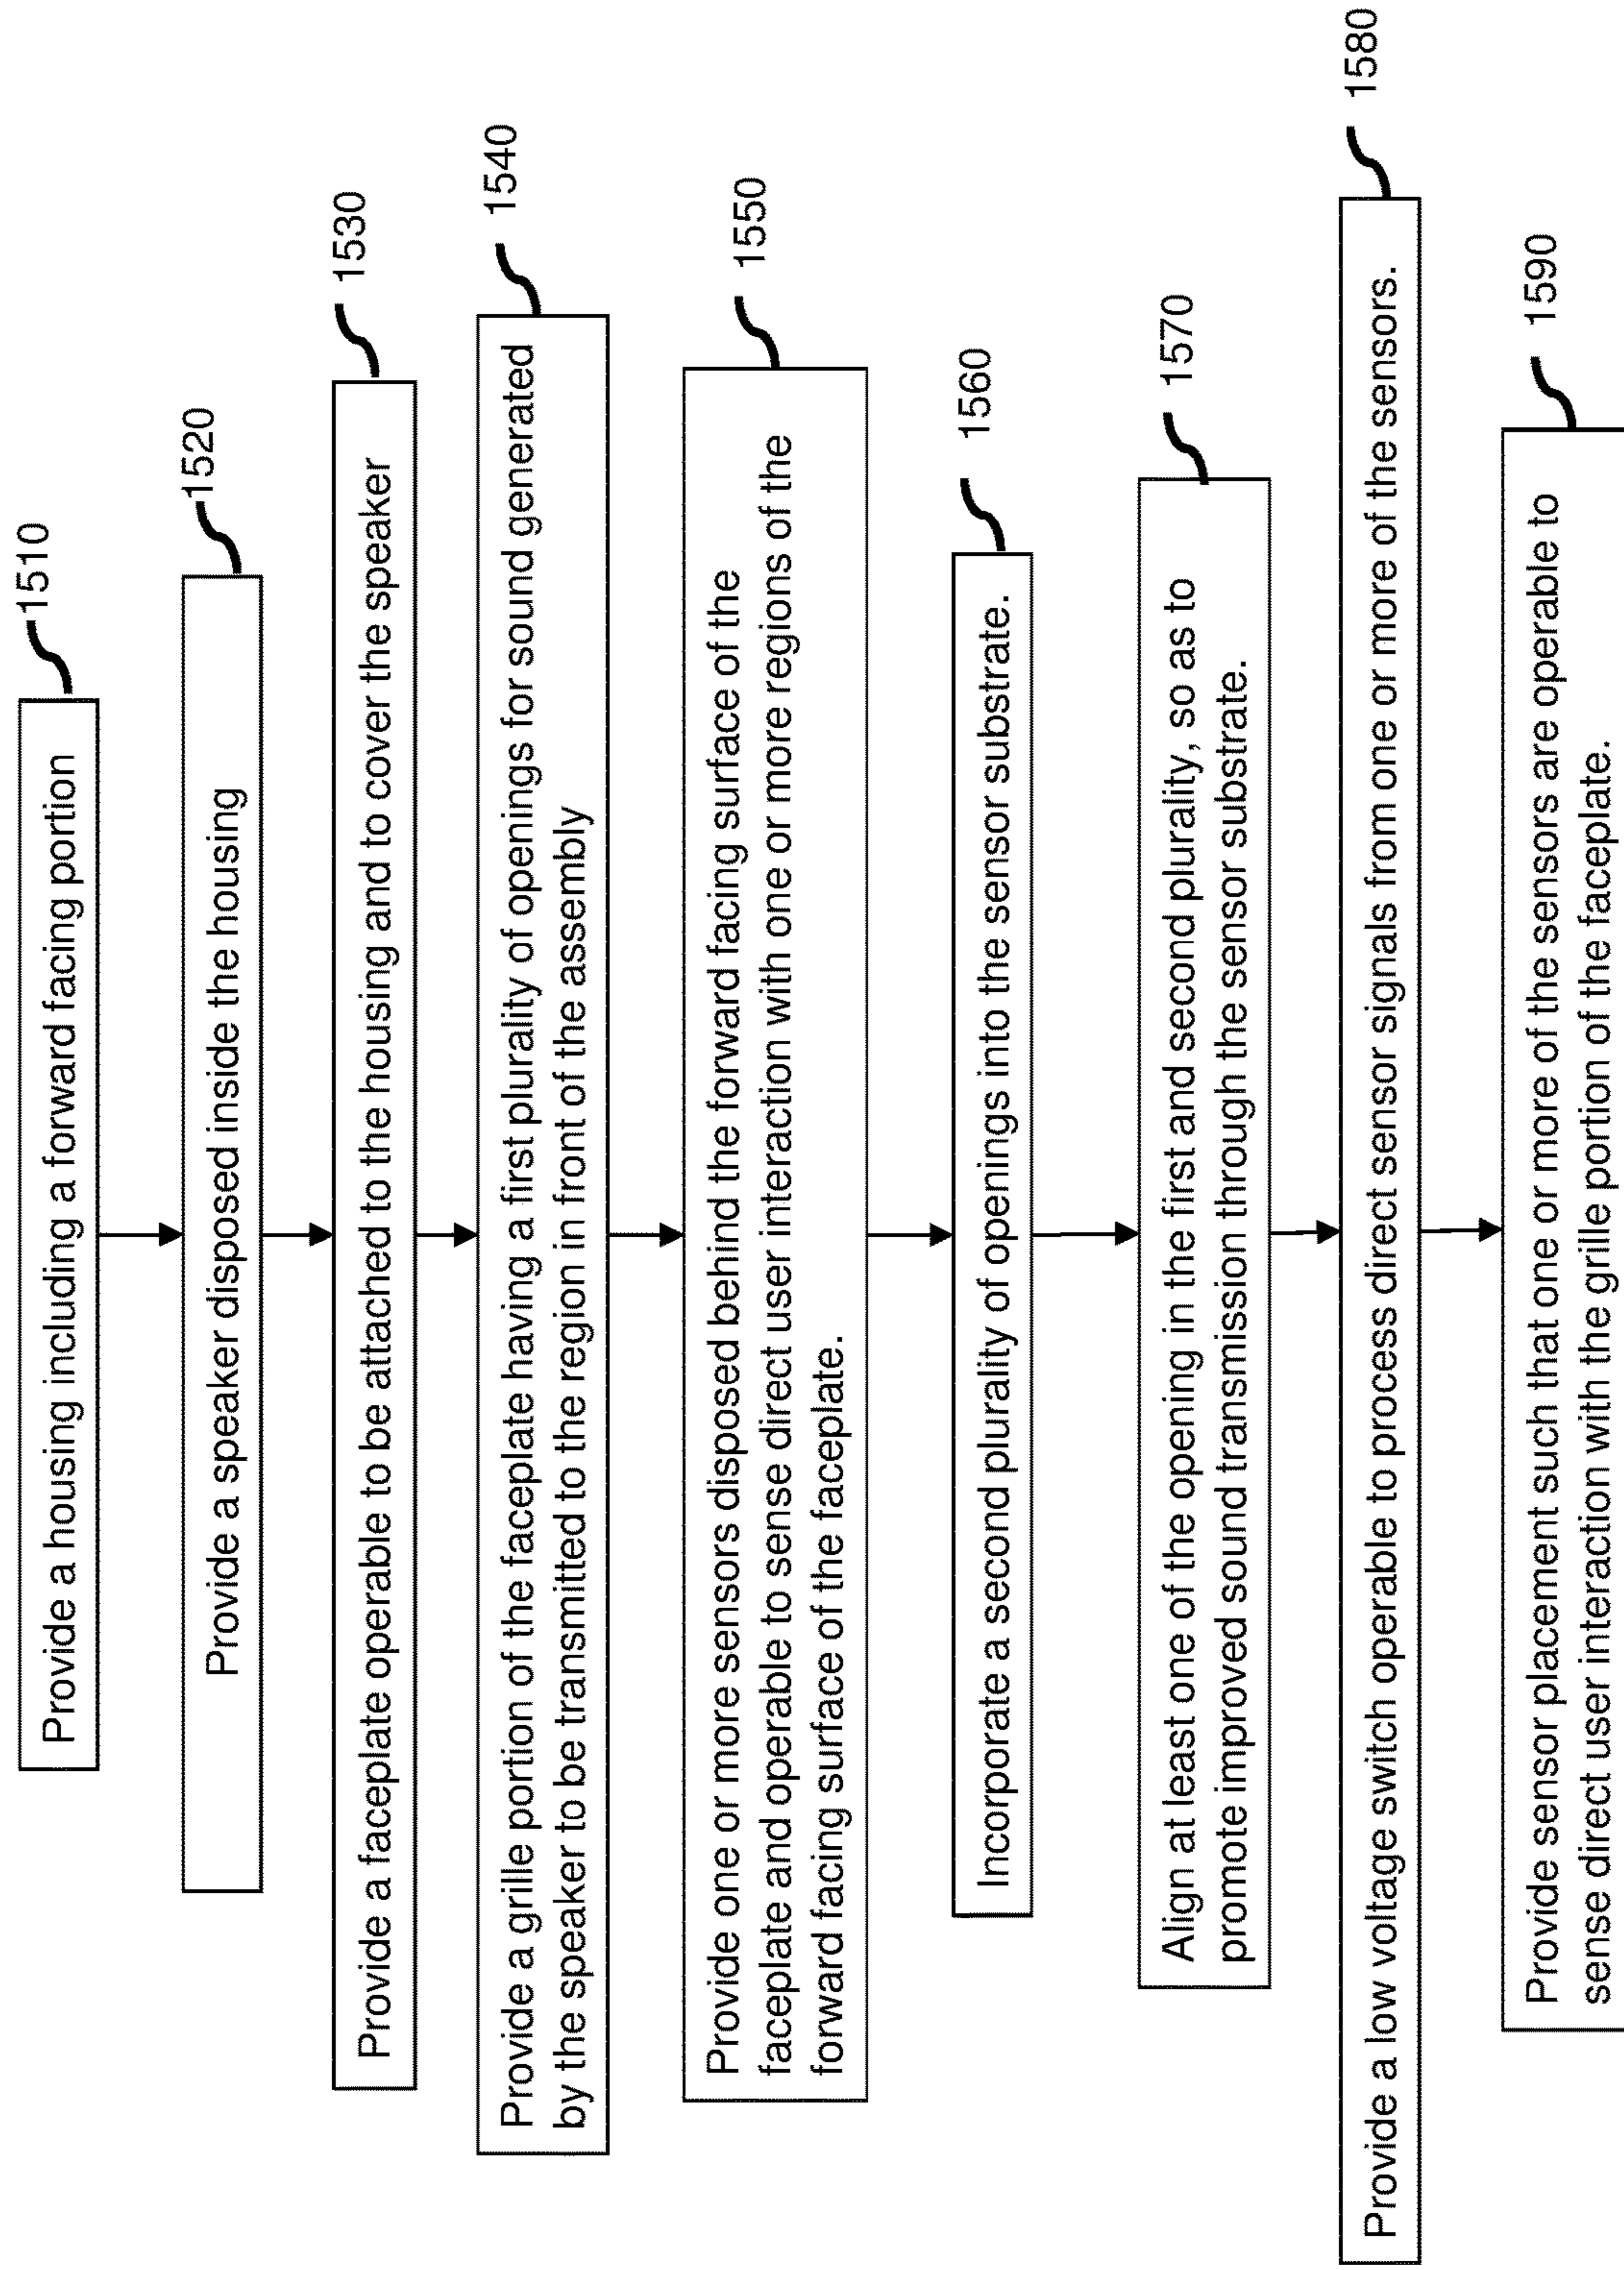 1510
Provide a housing including a forward facing portion
1520
Provide a speaker disposed inside the housing
1530
Provide a faceplate operable to be attached to the housing and to cover the speaker
1540
Provide a grille portion of the faceplate having a first plurality of openings for sound generated
by the speaker to be transmitted to the region in front of the assembly
1550
Provide one or more sensors disposed behind the forward facing surface of the
faceplate and operable to sense direct user interaction with one or more regions of the
forward facing surface of the faceplate.
1560
Incorporate a second plurality of openings into the sensor substrate.
1570
Align at least one of the opening in the first and second plurality, so as to
promote improved sound transmission through the sensor substrate.
1580
Provide a low voltage switch operable to process direct sensor signals from one or more of the sensors.
1590
Provide sensor placement such that one or more of the sensors are operable to
sense direct user interaction with the grille portion of the faceplate.